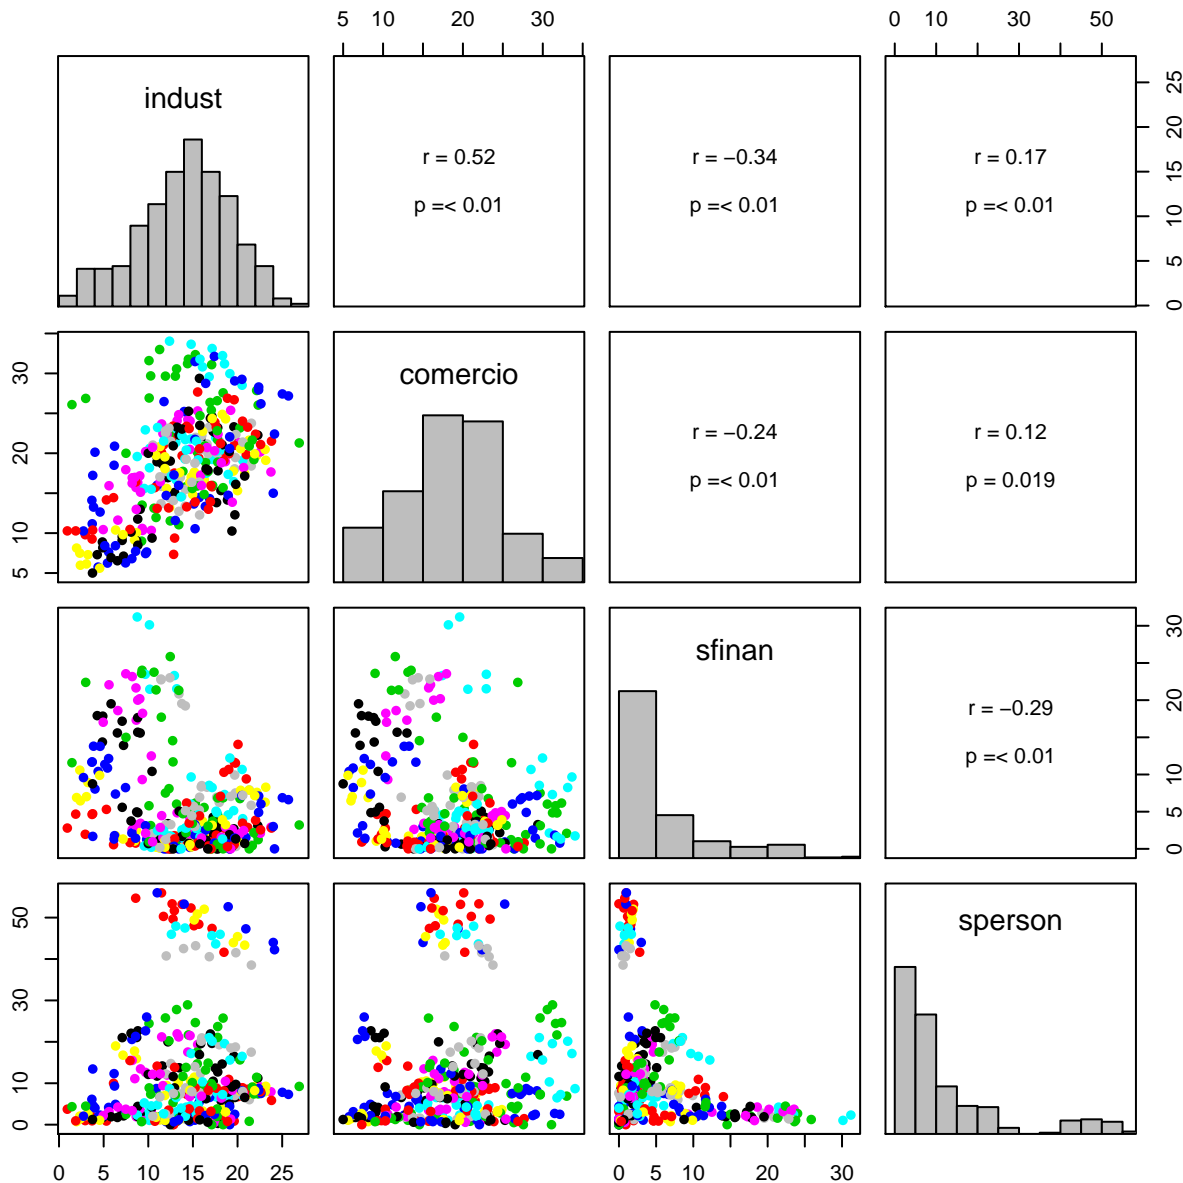 5 10 20 30
0 10 30 50
indust
r = 0.52
p =< 0.01
r = −0.34
p =< 0.01
r = 0.17
p =< 0.01
0 5 10 15 20 25
5 10 20 30
comercio
r = −0.24
p =< 0.01
r = 0.12
p = 0.019
sfinan
r = −0.29
p =< 0.01
0 5 10 20 30
0 10 30 50
sperson
0 5 10 15 20 25
0 5 10 20 30